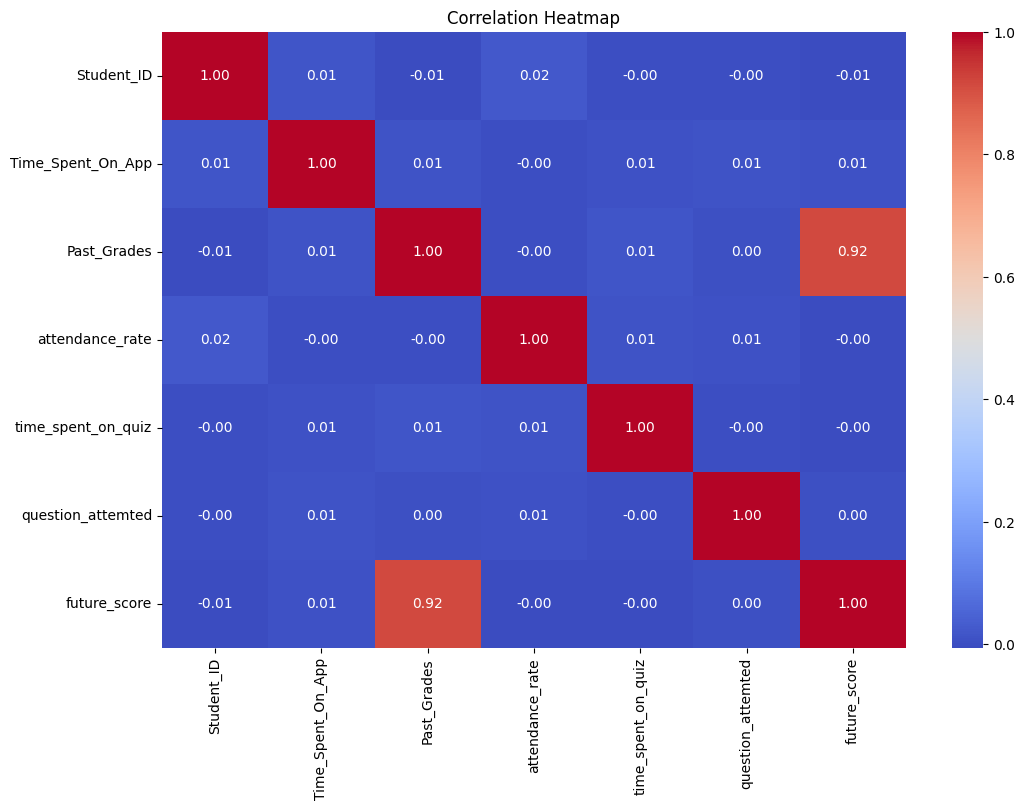 Correlation Heatmap
Student_ID 1.00 0.01 -0.01 0.02 -0.00 -0.00 -0.01
Time_Spent_On_App 0.01 1.00 0.01 -0.00 0.01 0.01 0.01
Past_Grades -0.01 0.01 1.00 -0.00 0.01 0.00 0.92
attendance_rate 0.02 -0.00 -0.00 1.00 0.01 0.01 -0.00
time_spent_on_quiz -0.00 0.01 0.01 0.01 1.00 -0.00 -0.00
question_attemted -0.00 0.01 0.00 0.01 -0.00 1.00 0.00
future_score -0.01 0.01 0.92 -0.00 -0.00 0.00 1.00
Student_ID
Time_Spent_On_App
Past_Grades
attendance_rate
time_spent_on_quiz
question_attemted
future_score
1.0
0.8
0.6
0.4
0.2
0.0